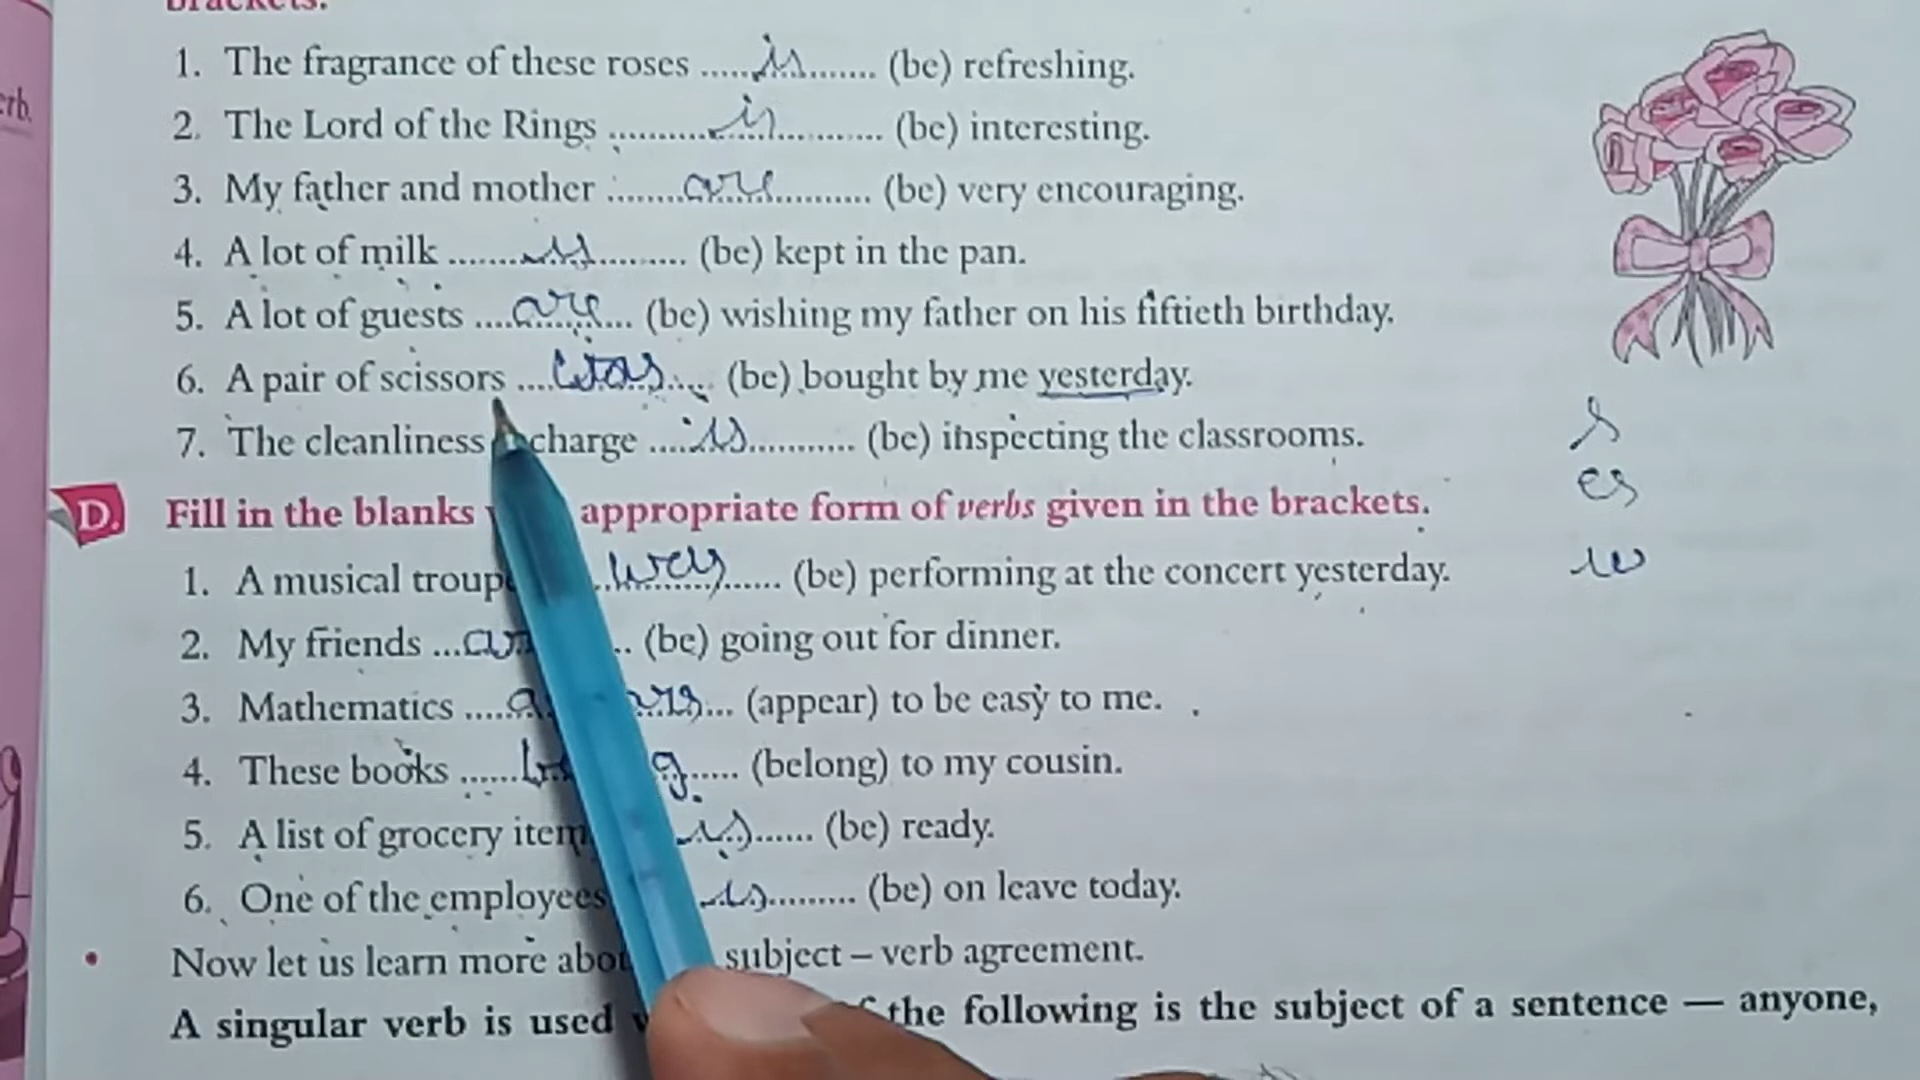 brackets.
erb.
1. The fragrance of these roses .....is........ (be) refreshing.
2. The Lord of the Rings ..........is........... (be) interesting.
3. My father and mother ........are.......... (be) very encouraging.
4. A lot of milk ........is......... (be) kept in the pan.
5. A lot of guests ....are... (be) wishing my father on his fiftieth birthday.
6. A pair of scissors ....was.... (be) bought by me yesterday.
7. The cleanliness charge ....is........... (be) inspecting the classrooms.
s
es
D. Fill in the blanks appropriate form of verbs given in the brackets.
1. A musical troupe ..was...... (be) performing at the concert yesterday.
2. My friends ... .. (be) going out for dinner.
3. Mathematics ..... ... (appear) to be easy to me.
4. These books ...... ..... (belong) to my cousin.
5. A list of grocery item is...... (be) ready.
6. One of the employees is......... (be) on leave today.
• Now let us learn more subject – verb agreement.
A singular verb is used the following is the subject of a sentence — anyone,